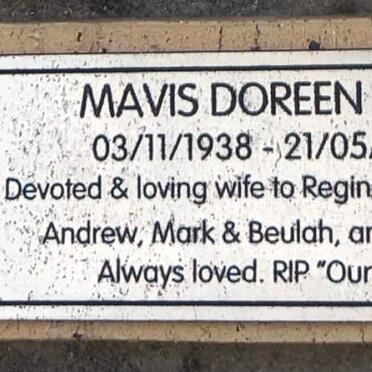 MAVIS DOREEN
03/11/1938 - 21/05
Devoted & loving wife to Regin
Andrew, Mark & Beulah, an
Always loved. RIP "Our